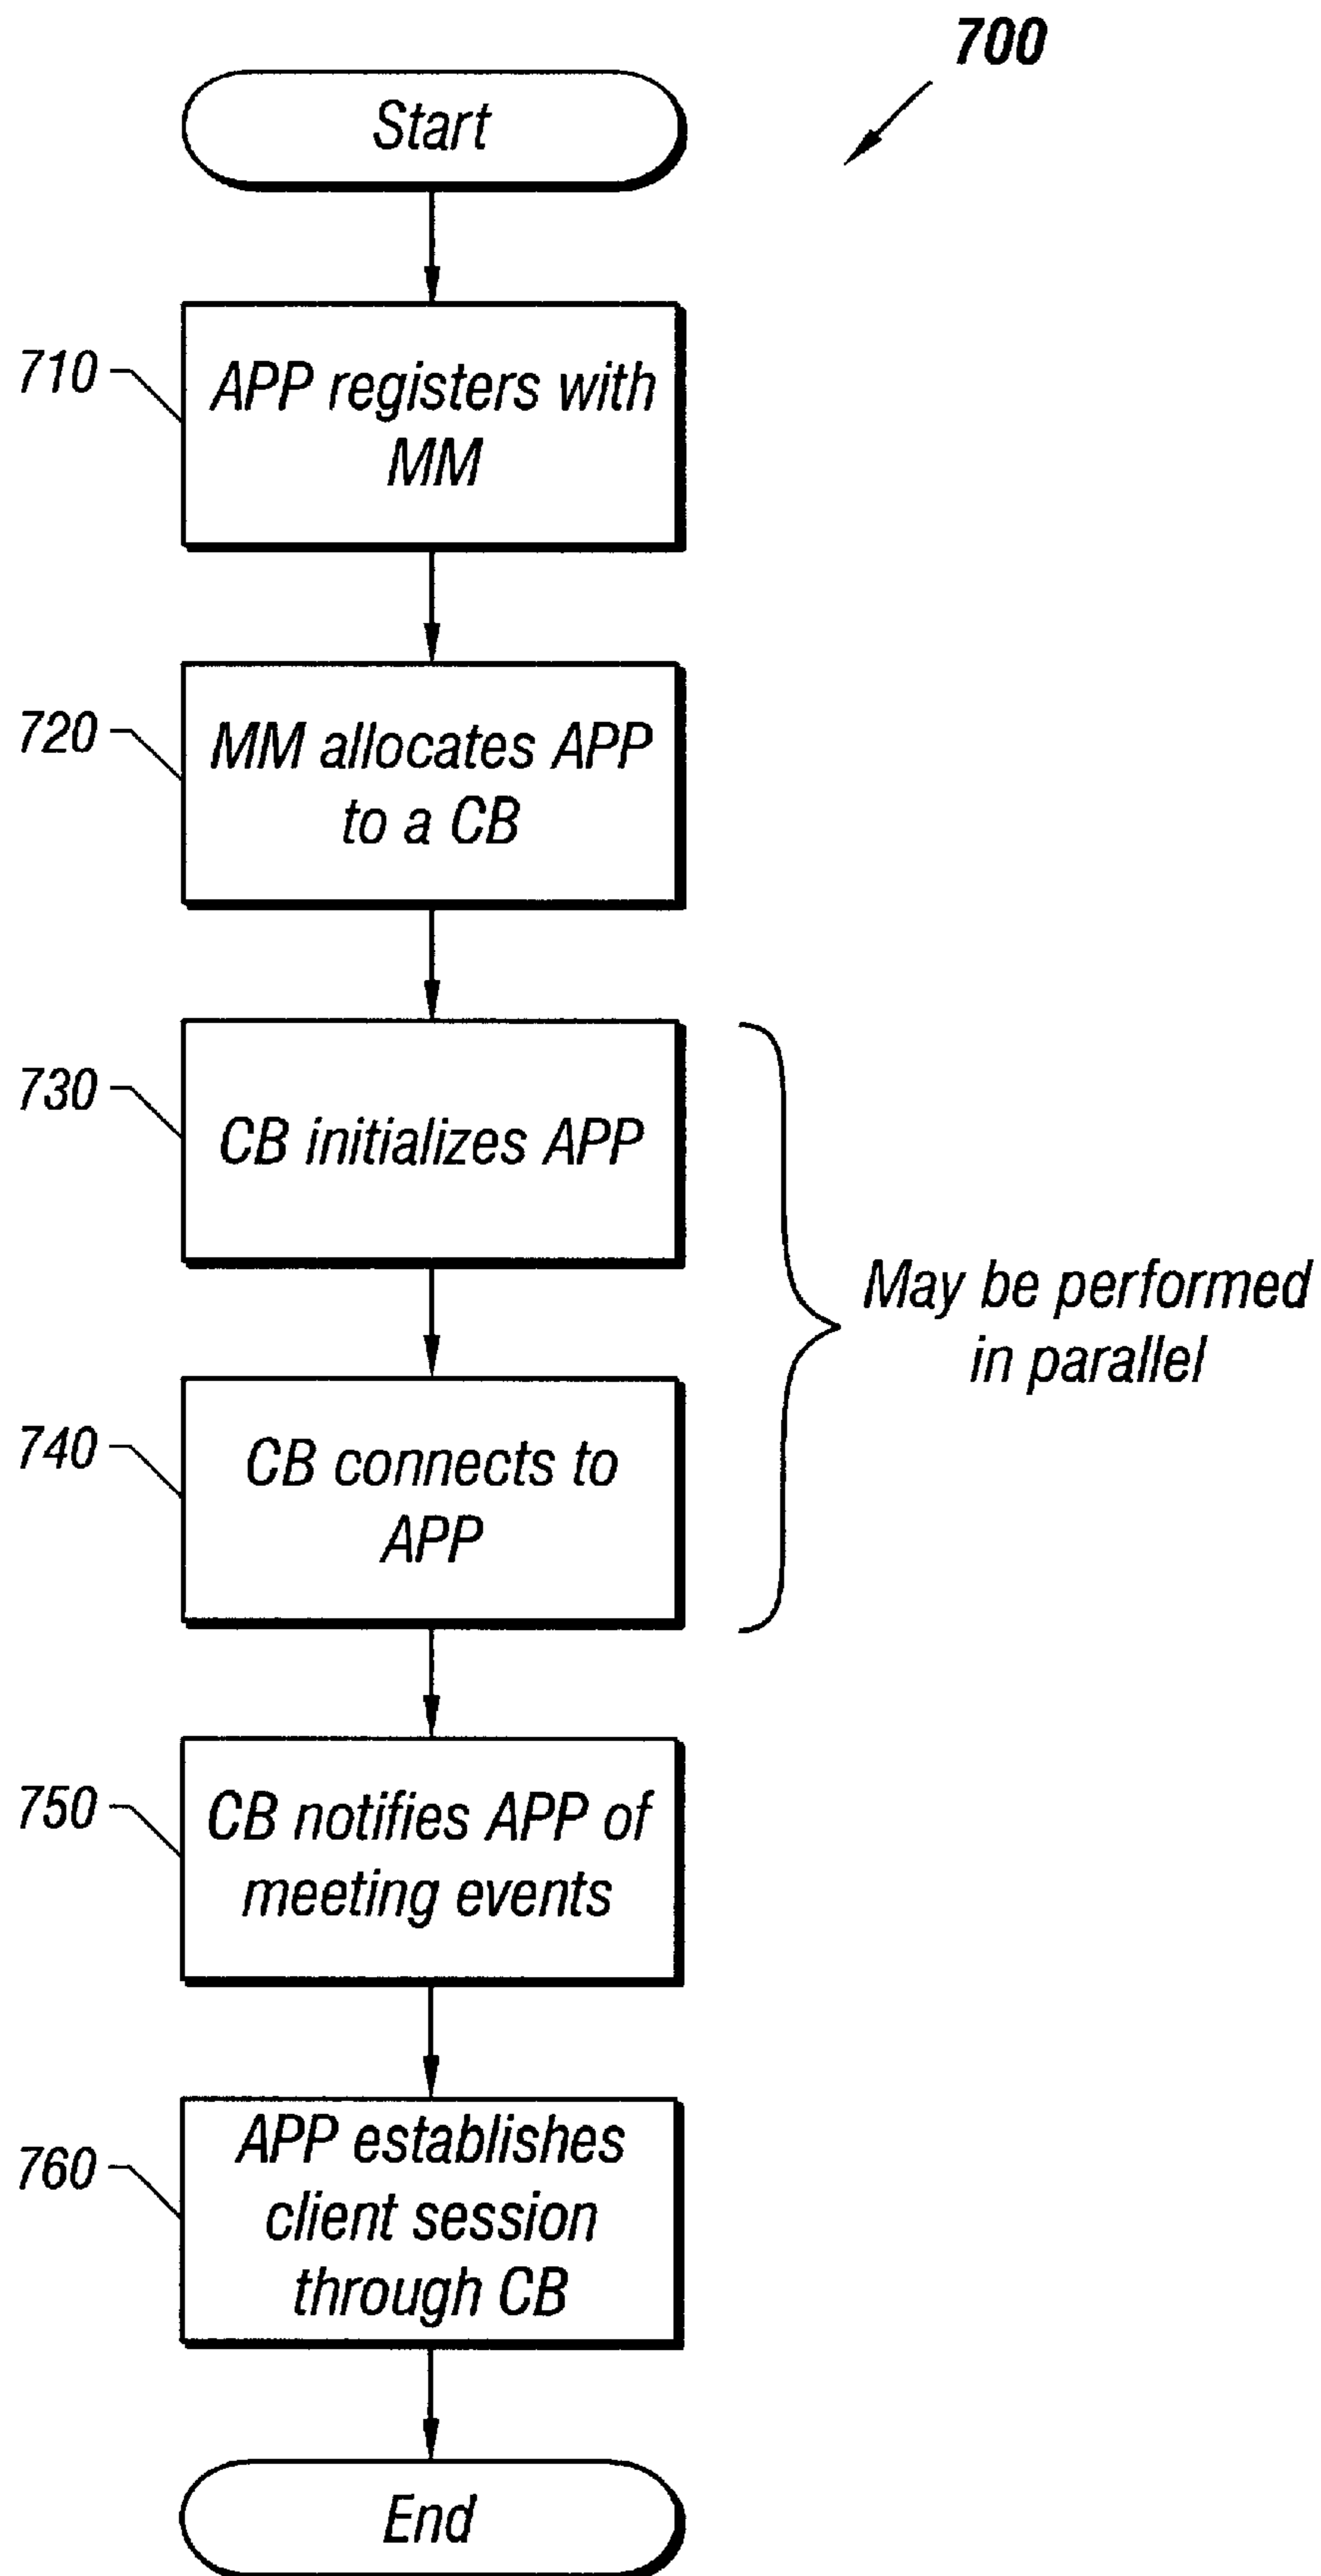 700
Start
710
APP registers with
MM
720
MM allocates APP
to a CB
730
CB initializes APP
May be performed
in parallel
740
CB connects to
APP
750
CB notifies APP of
meeting events
760
APP establishes
client session
through CB
End